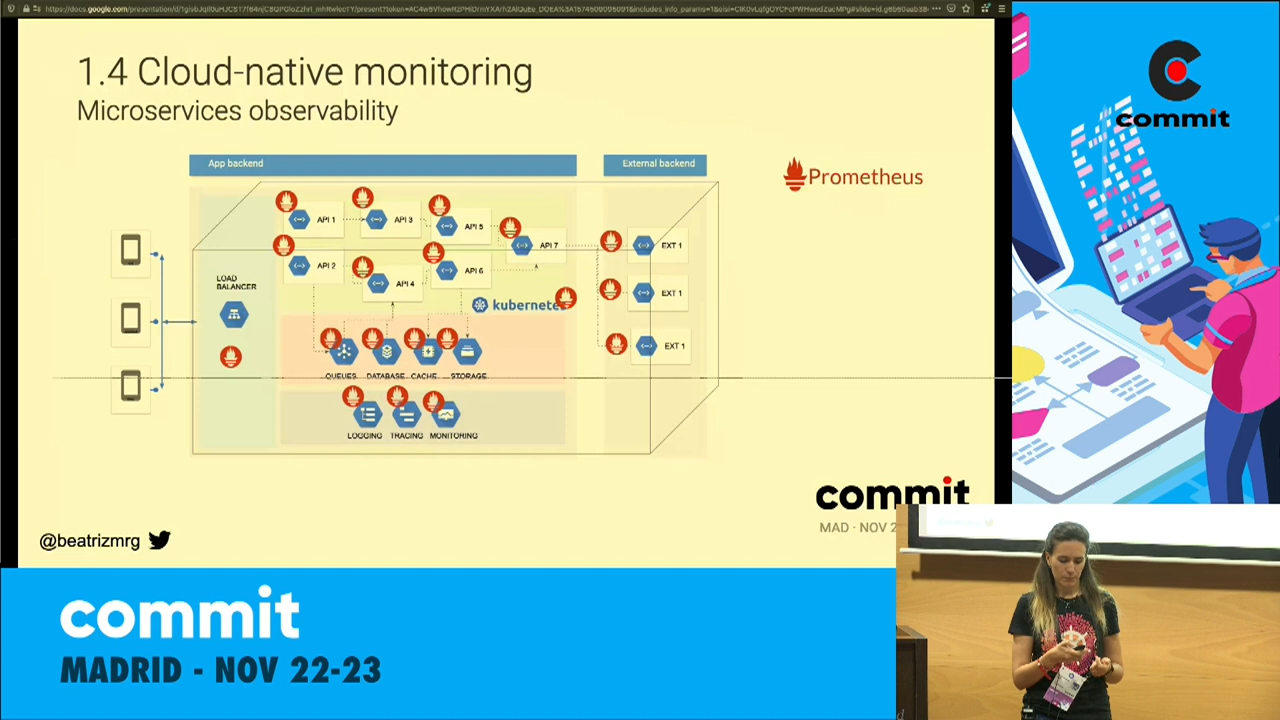 1.4 Cloud-native monitoring
Microservices observability
App backend
External backend
Prometheus
API 1
API 3
API 5
API 7
EXT 1
API 2
API 4
API 6
EXT 1
LOAD
BALANCER
kubernetes
EXT 1
QUEUES
DATABASE
CACHE
STORAGE
LOGGING
TRACING
MONITORING
commit
MAD · NOV 2
@beatrizmrg
commit
commit
MADRID - NOV 22-23